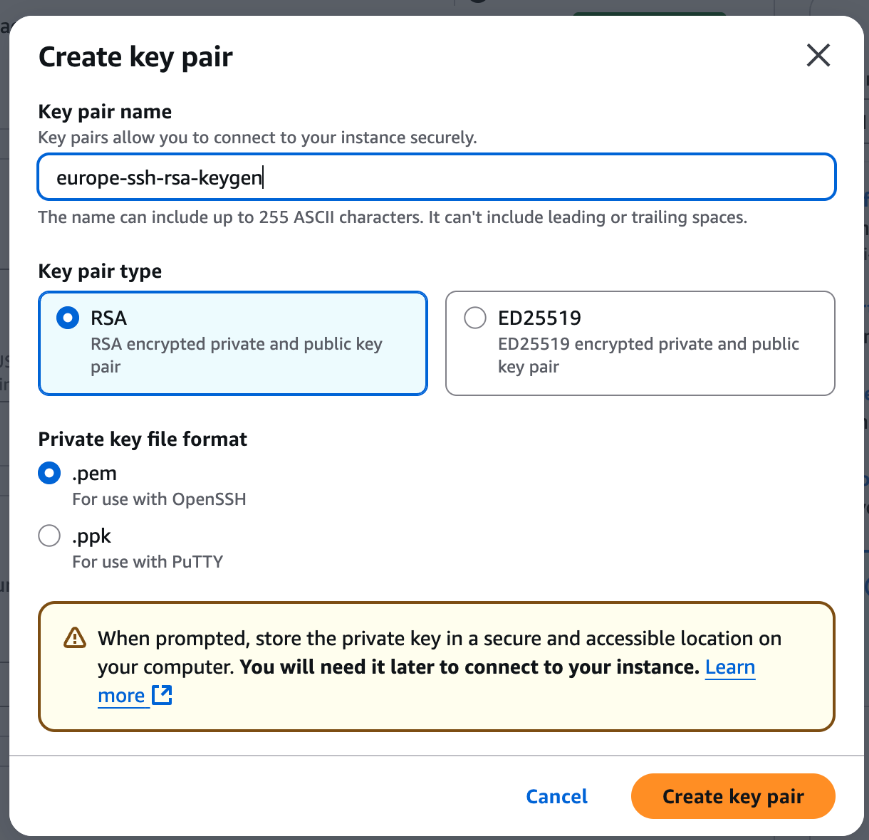 Create key pair
Key pair name
Key pairs allow you to connect to your instance securely.
europe-ssh-rsa-keygen
The name can include up to 255 ASCII characters. It can't include leading or trailing spaces.
Key pair type
RSA
RSA encrypted private and public key
pair
ED25519
ED25519 encrypted private and public
key pair
Private key file format
.pem
For use with OpenSSH
.ppk
For use with PuTTY
When prompted, store the private key in a secure and accessible location on
your computer. You will need it later to connect to your instance. Learn
more
Cancel
Create key pair